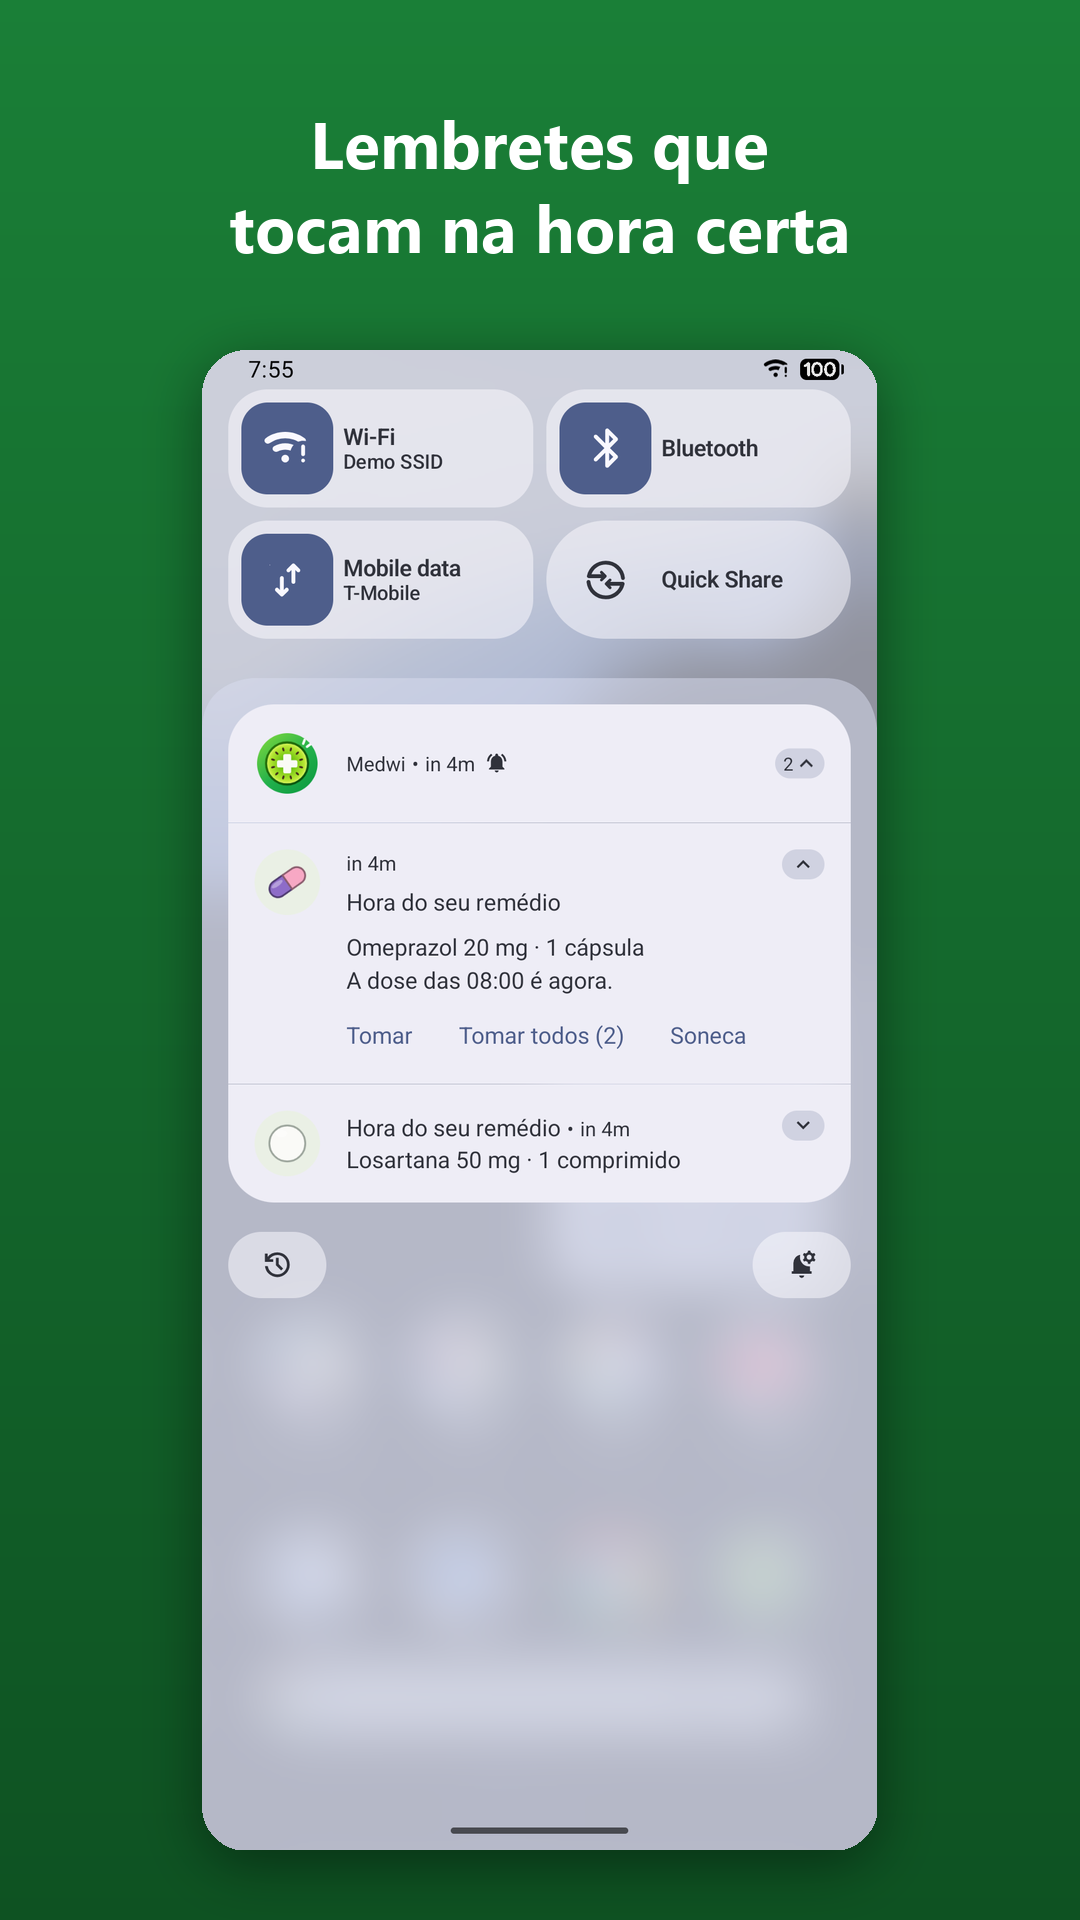 Lembretes que
tocam na hora certa
7:55
100
Wi-Fi
Demo SSID
Bluetooth
Mobile data
T-Mobile
Quick Share
Medwi • in 4m
2
in 4m
Hora do seu remédio
Omeprazol 20 mg · 1 cápsula
A dose das 08:00 é agora.
Tomar Tomar todos (2) Soneca
Hora do seu remédio • in 4m
Losartana 50 mg · 1 comprimido